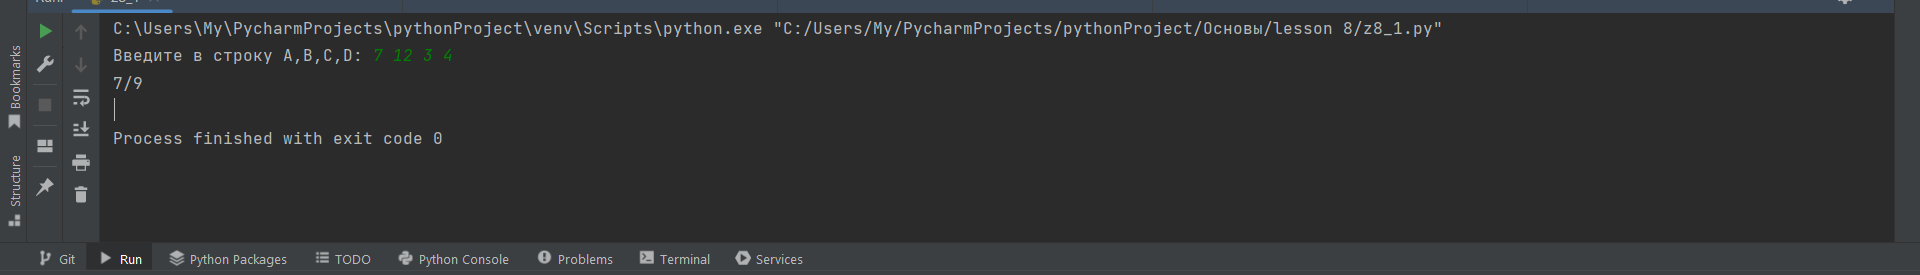 C:\Users\My\PycharmProjects\pythonProject\venv\Scripts\python.exe "C:/Users/My/PycharmProjects/pythonProject/Основы/lesson 8/z8_1.py"
Введите в строку A,B,C,D: 7 12 3 4
7/9
Process finished with exit code 0
Bookmarks
Structure
Git Run Python Packages TODO Python Console Problems Terminal Services